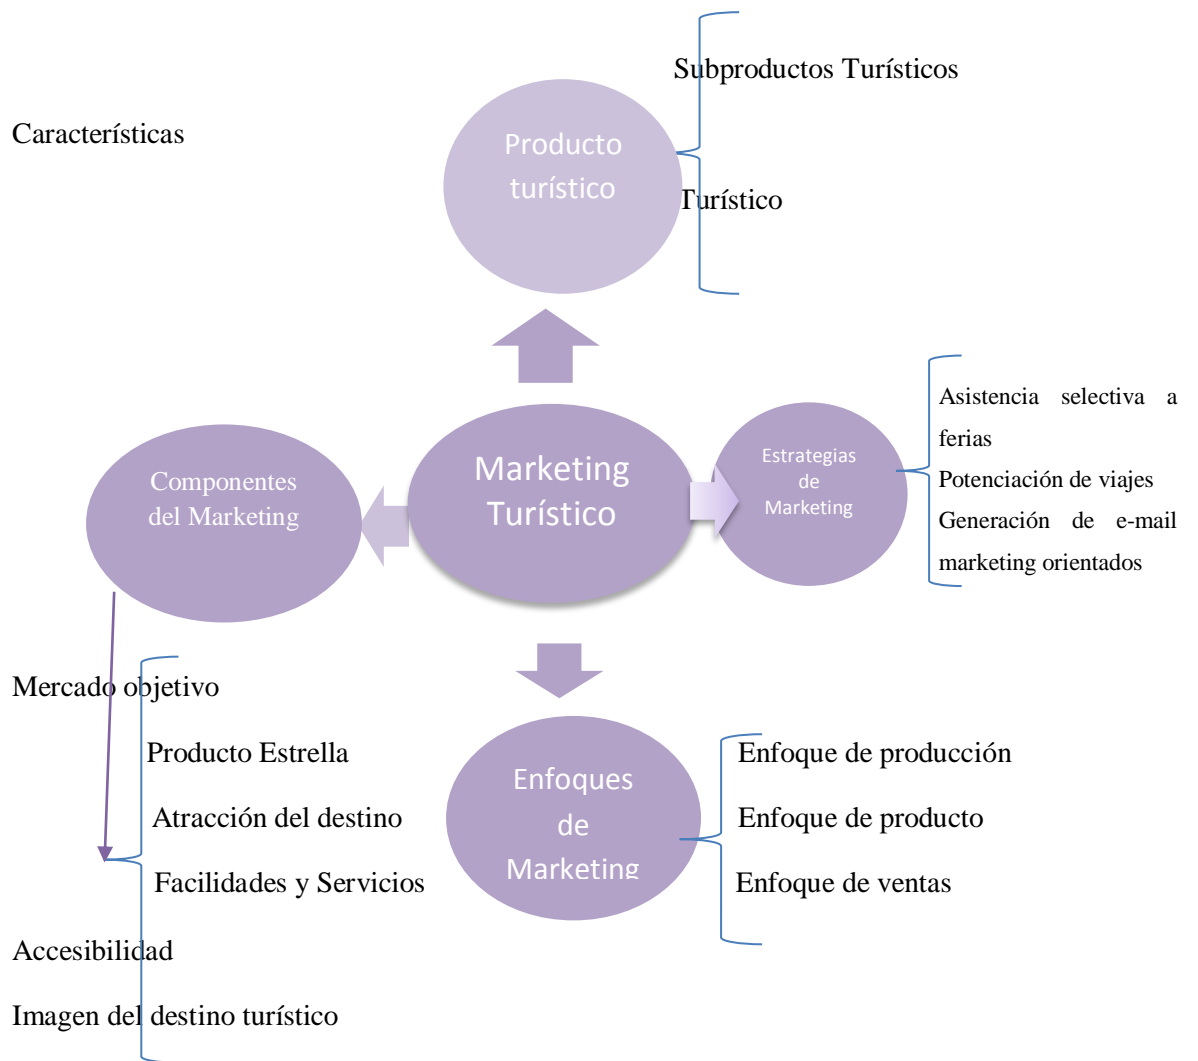 Subproductos Turísticos
Características
Producto
turístico
Turístico
Asistencia selectiva a
ferias
Potenciación de viajes
Generación de e-mail
marketing orientados
Estrategias
de
Marketing
Marketing
Turístico
Componentes
del Marketing
Mercado objetivo
Producto Estrella
Atracción del destino
Facilidades y Servicios
Accesibilidad
Imagen del destino turístico
Enfoques
de
Marketing
Enfoque de producción
Enfoque de producto
Enfoque de ventas